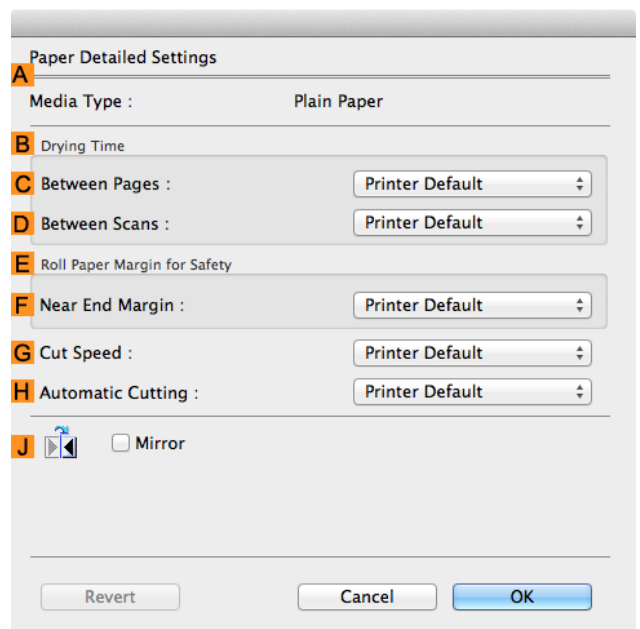 Paper Detailed Settings
A
Media Type : Plain Paper
B Drying Time
C Between Pages : Printer Default
D Between Scans : Printer Default
E Roll Paper Margin for Safety
F Near End Margin : Printer Default
G Cut Speed : Printer Default
H Automatic Cutting : Printer Default
J Mirror
Revert Cancel OK